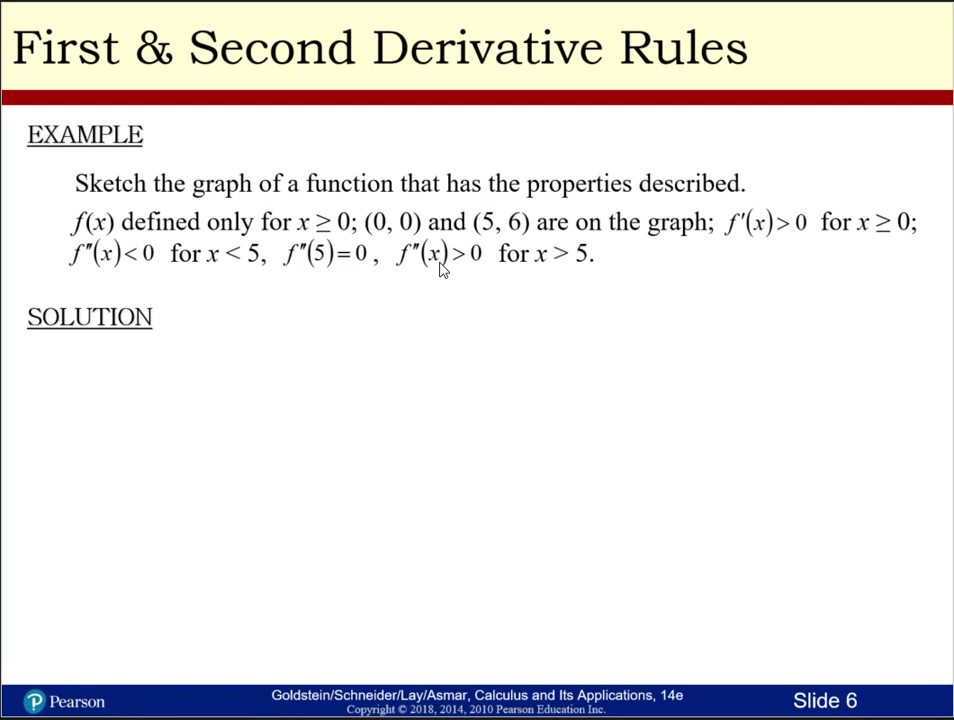 First & Second Derivative Rules
EXAMPLE
Sketch the graph of a function that has the properties described.
f(x) defined only for x ≥ 0; (0, 0) and (5, 6) are on the graph; f′(x) > 0 for x ≥ 0;
f″(x) < 0 for x < 5, f″(5) = 0 , f″(x) > 0 for x > 5.
SOLUTION
Pearson
Goldstein/Schneider/Lay/Asmar, Calculus and Its Applications, 14e
Copyright © 2018, 2014, 2010 Pearson Education Inc.
Slide 6